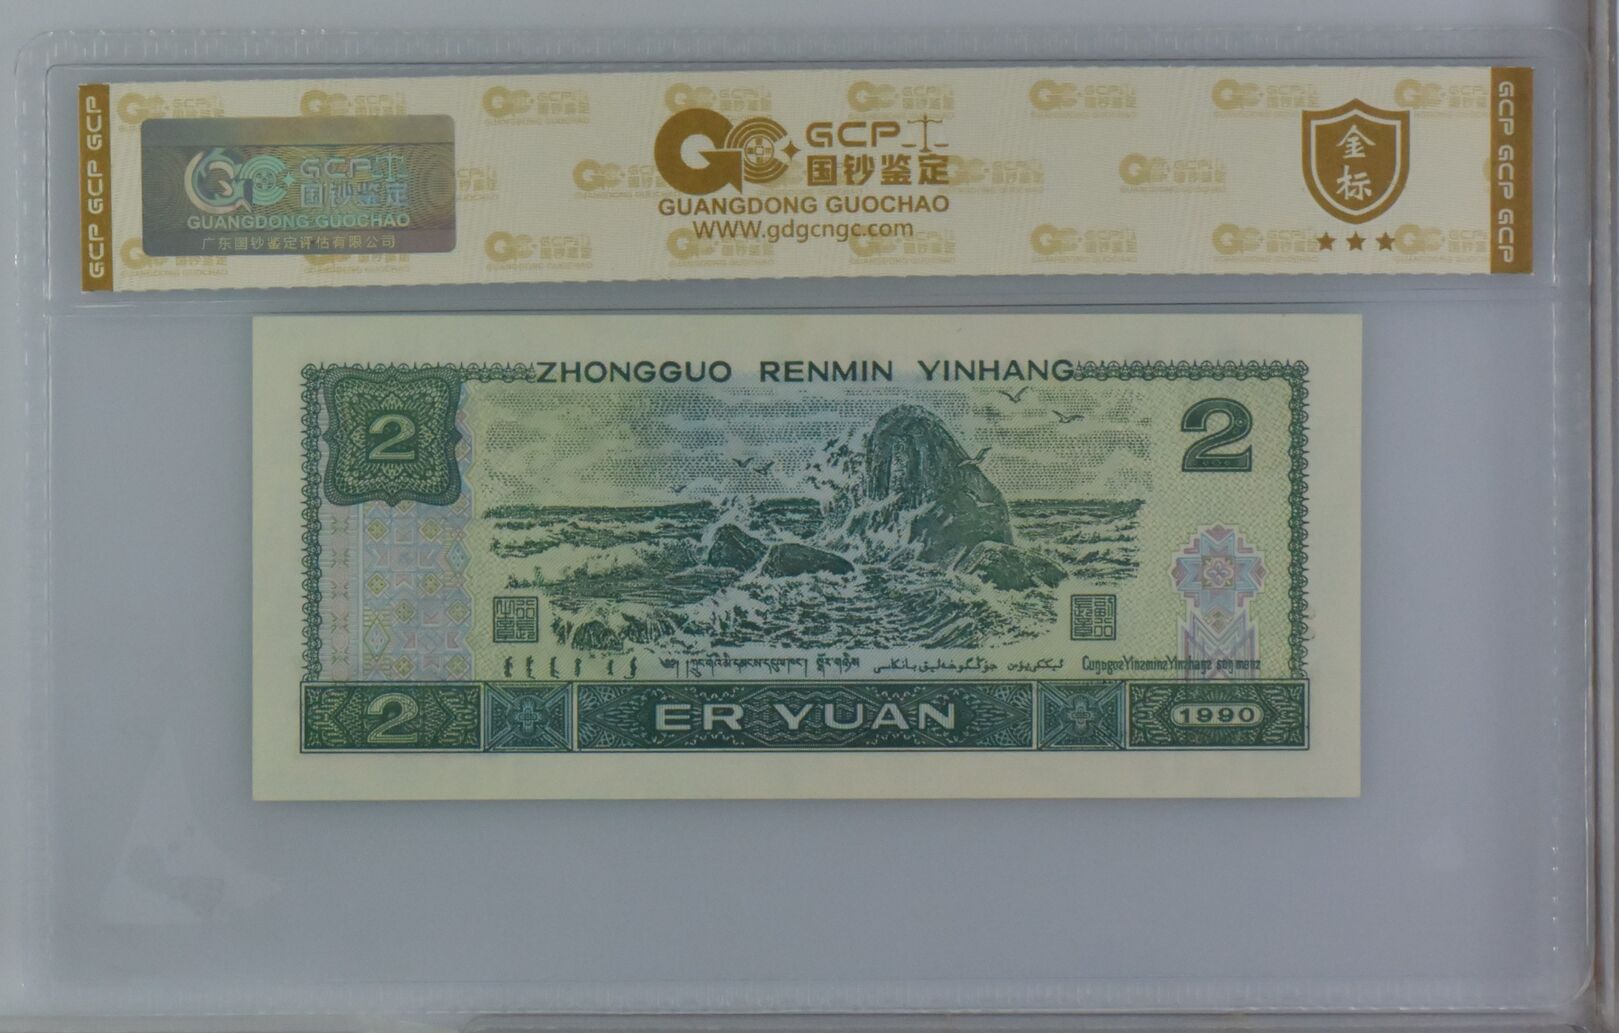 GCP GCP GCP
GCP
国钞鉴定
GUANGDONG GUOCHAO
广东国钞鉴定评估有限公司
GCP
国钞鉴定
GUANGDONG GUOCHAO
WWW.gdgcngc.com
金
标
GCP GCP GCP
ZHONGGUO RENMIN YINHANG
2
2
2
ER YUAN
1990